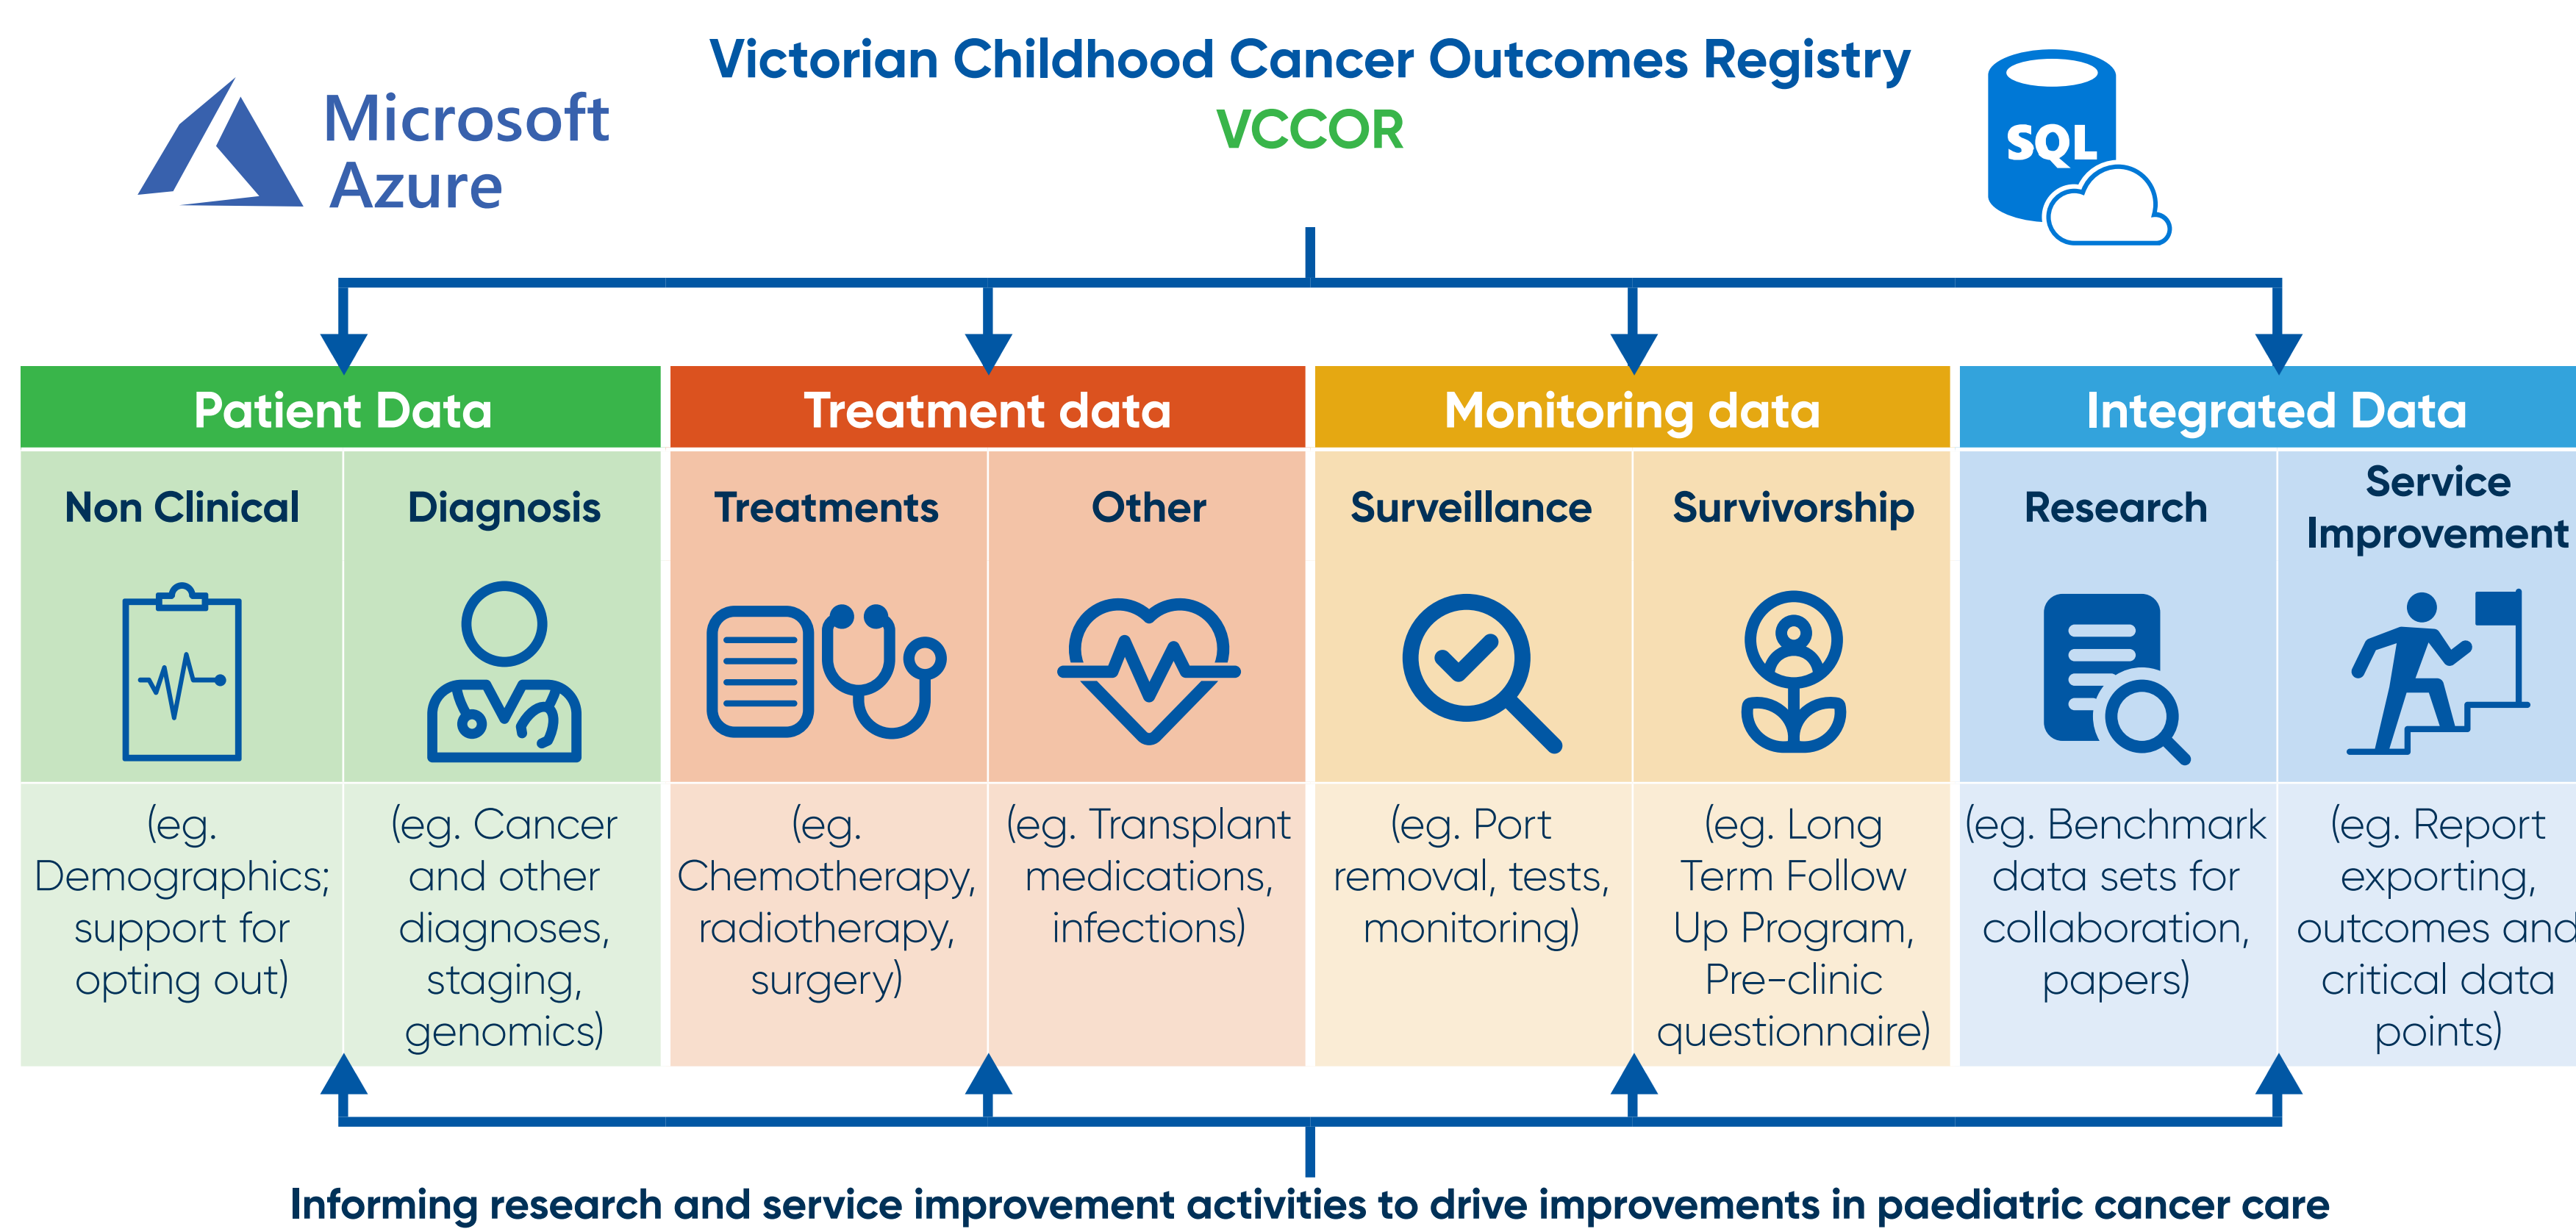 Victorian Childhood Cancer Outcomes Registry
VCCOR
Microsoft
Azure
SQL
Patient Data
Treatment data
Monitoring data
Integrated Data
Non Clinical
Diagnosis
Treatments
Other
Surveillance
Survivorship
Research
Service
Improvement
(eg.
Demographics;
support for
opting out)
(eg. Cancer
and other
diagnoses,
staging,
genomics)
(eg.
Chemotherapy,
radiotherapy,
surgery)
(eg. Transplant
medications,
infections)
(eg. Port
removal, tests,
monitoring)
(eg. Long
Term Follow
Up Program,
Pre-clinic
questionnaire)
(eg. Benchmark
data sets for
collaboration,
papers)
(eg. Report
exporting,
outcomes and
critical data
points)
Informing research and service improvement activities to drive improvements in paediatric cancer care